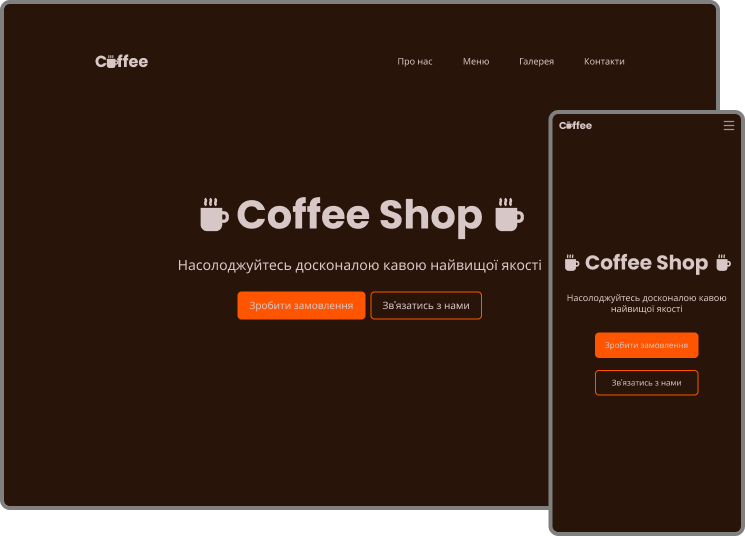 Coffee
Про нас Меню Галерея Контакти
Coffee Shop
Насолоджуйтесь досконалою кавою найвищої якості
Зробити замовлення Зв'язатись з нами
Coffee
Coffee Shop
Насолоджуйтесь досконалою кавою
найвищої якості
Зробити замовлення
Зв'язатись з нами